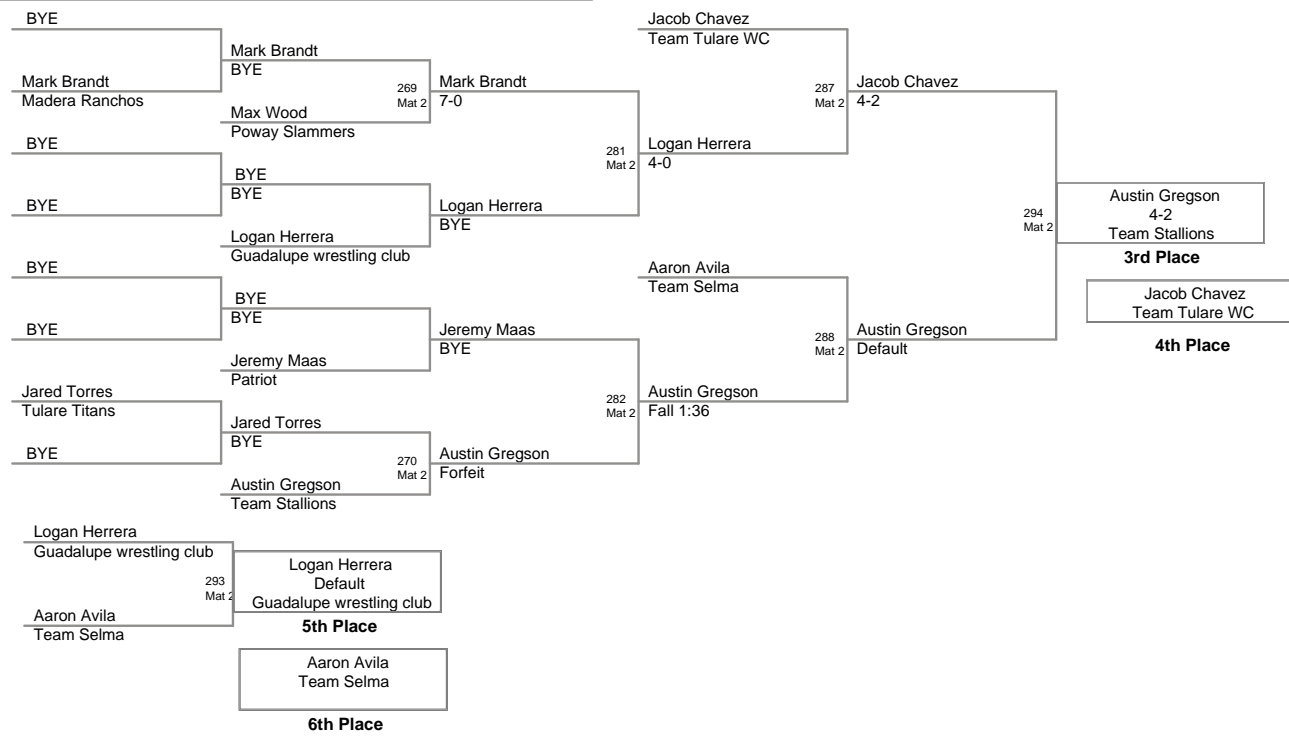 BYE
Mark Brandt
Madera Ranchos
BYE
BYE
BYE
BYE
Jared Torres
Tulare Titans
BYE
Mark Brandt
BYE
Max Wood
Poway Slammers
BYE
BYE
Logan Herrera
Guadalupe wrestling club
BYE
BYE
Jeremy Maas
Patriot
Jared Torres
BYE
Austin Gregson
Team Stallions
269
Mat 2
270
Mat 2
Mark Brandt
7-0
Logan Herrera
BYE
Jeremy Maas
BYE
Austin Gregson
Forfeit
281
Mat 2
282
Mat 2
Jacob Chavez
Team Tulare WC
Logan Herrera
4-0
Aaron Avila
Team Selma
Austin Gregson
Fall 1:36
287
Mat 2
288
Mat 2
Jacob Chavez
4-2
Austin Gregson
Default
294
Mat 2
Austin Gregson
4-2
Team Stallions
3rd Place
Jacob Chavez
Team Tulare WC
4th Place
Logan Herrera
Guadalupe wrestling club
293
Mat 2
Aaron Avila
Team Selma
Logan Herrera
Default
Guadalupe wrestling club
5th Place
Aaron Avila
Team Selma
6th Place